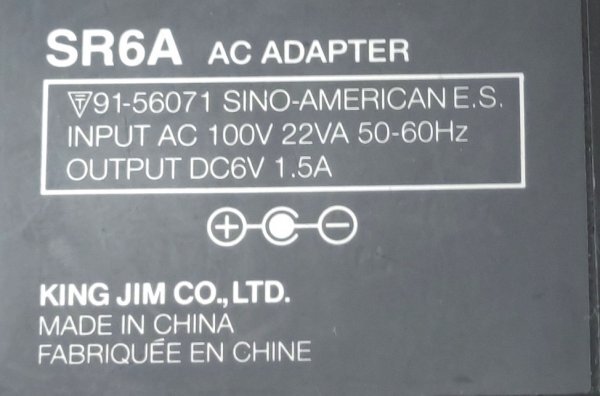 SR6A AC ADAPTER
91-56071 SINO-AMERICAN E.S.
INPUT AC 100V 22VA 50-60Hz
OUTPUT DC6V 1.5A
KING JIM CO., LTD.
MADE IN CHINA
FABRIQUÉE EN CHINE